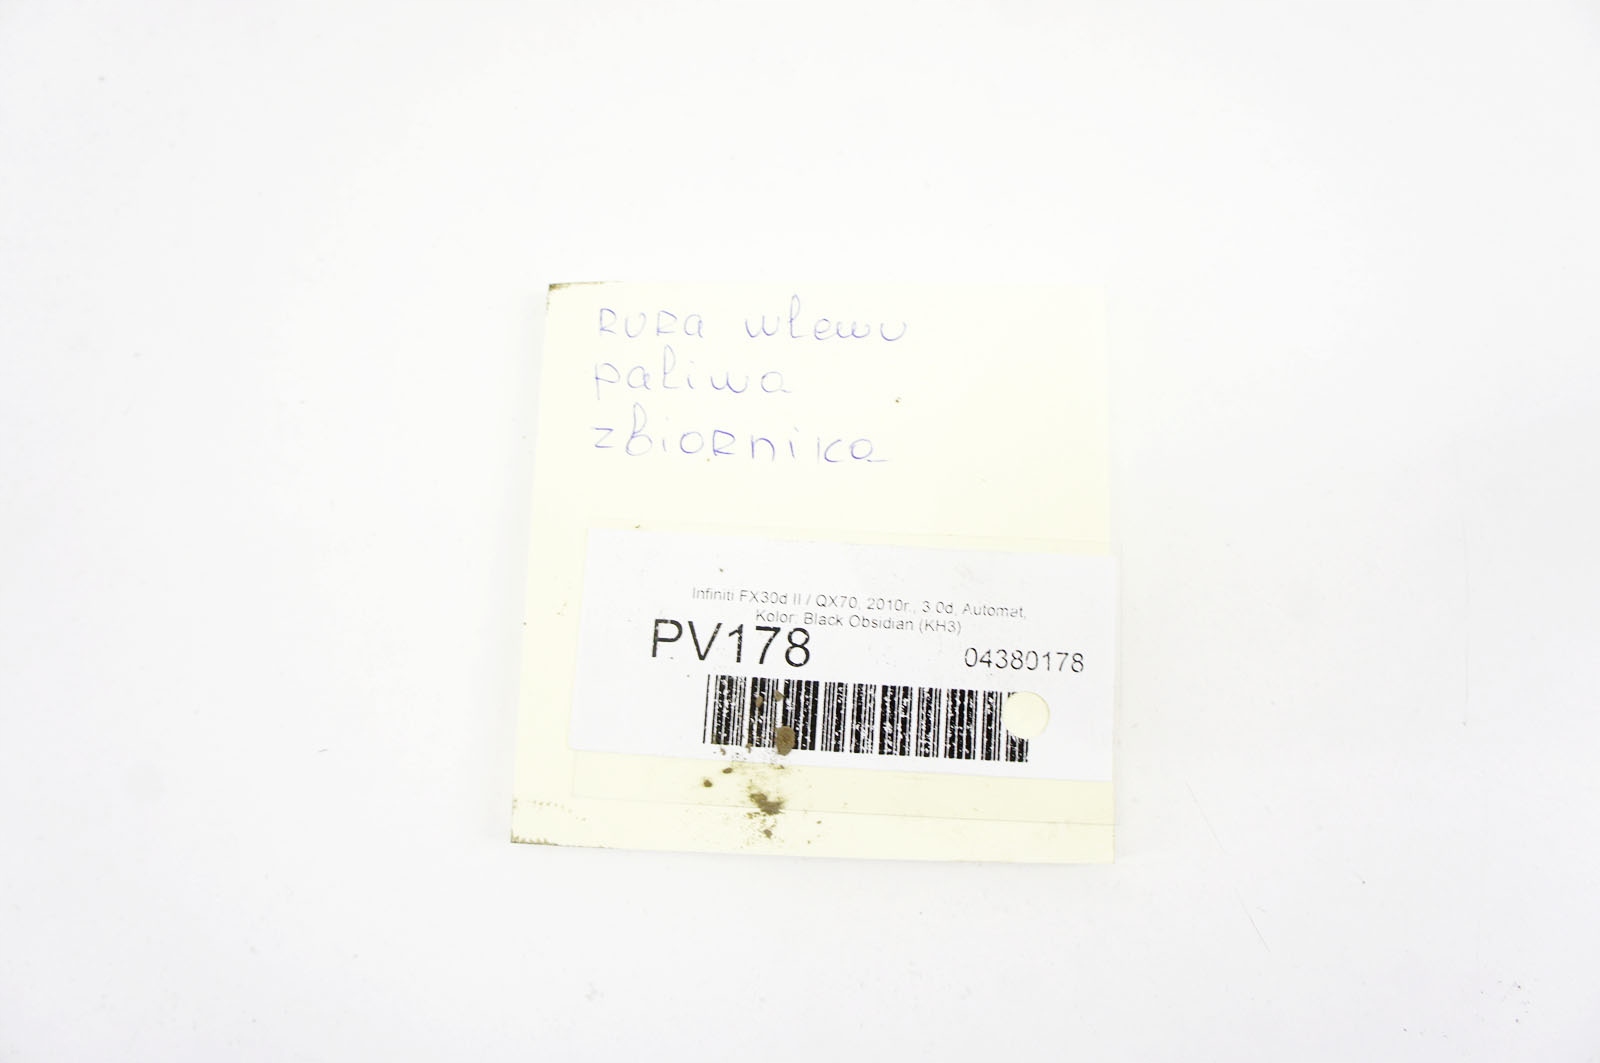 RURA wlewu
paliwa
zbiornika
Infiniti FX30d II / QX70, 2010r., 3.0d, Automat,
Kolor: Black Obsidian (KH3)
PV178
04380178